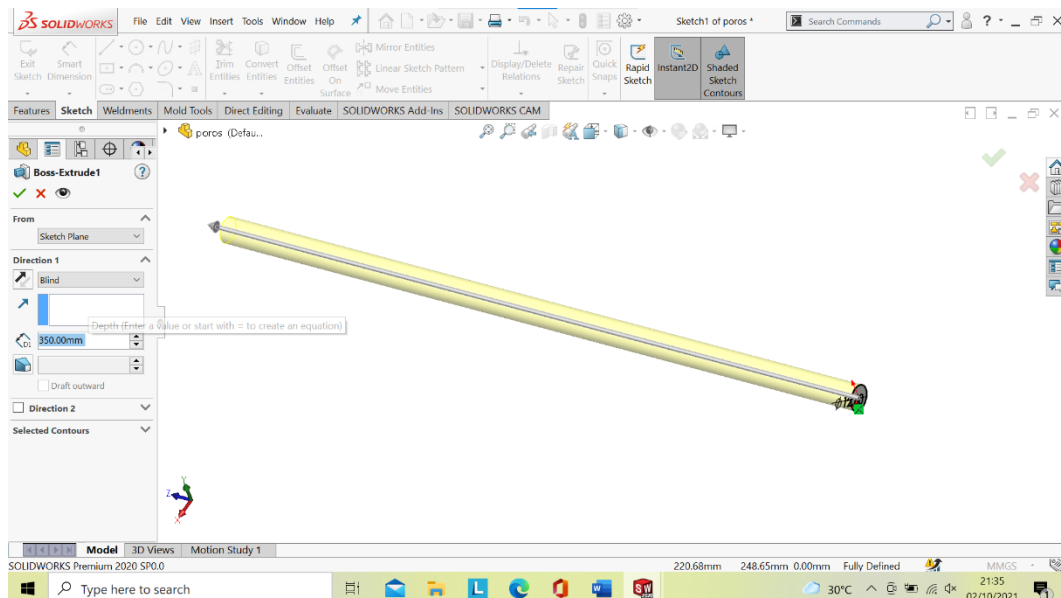 SOLIDWORKS File Edit View Insert Tools Window Help Sketch1 of poros * Search Commands
Exit Sketch
Smart Dimension
Trim Entities
Convert Entities
Offset Entities
Offset On Surface
Mirror Entities
Linear Sketch Pattern
Move Entities
Display/Delete Relations
Repair Sketch
Quick Snaps
Rapid Sketch
Instant2D
Shaded Sketch Contours
Features Sketch Weldments Mold Tools Direct Editing Evaluate SOLIDWORKS Add-Ins SOLIDWORKS CAM
poros (Defau...
Boss-Extrude1
From
Sketch Plane
Direction 1
Blind
Depth (Enter a value or start with = to create an equation)
D1 350.00mm
Draft outward
Direction 2
Selected Contours
Y
Z
X
Model 3D Views Motion Study 1
SOLIDWORKS Premium 2020 SP0.0 220.68mm 248.65mm 0.00mm Fully Defined MMGS
Type here to search 30°C 21:35
02/10/2021